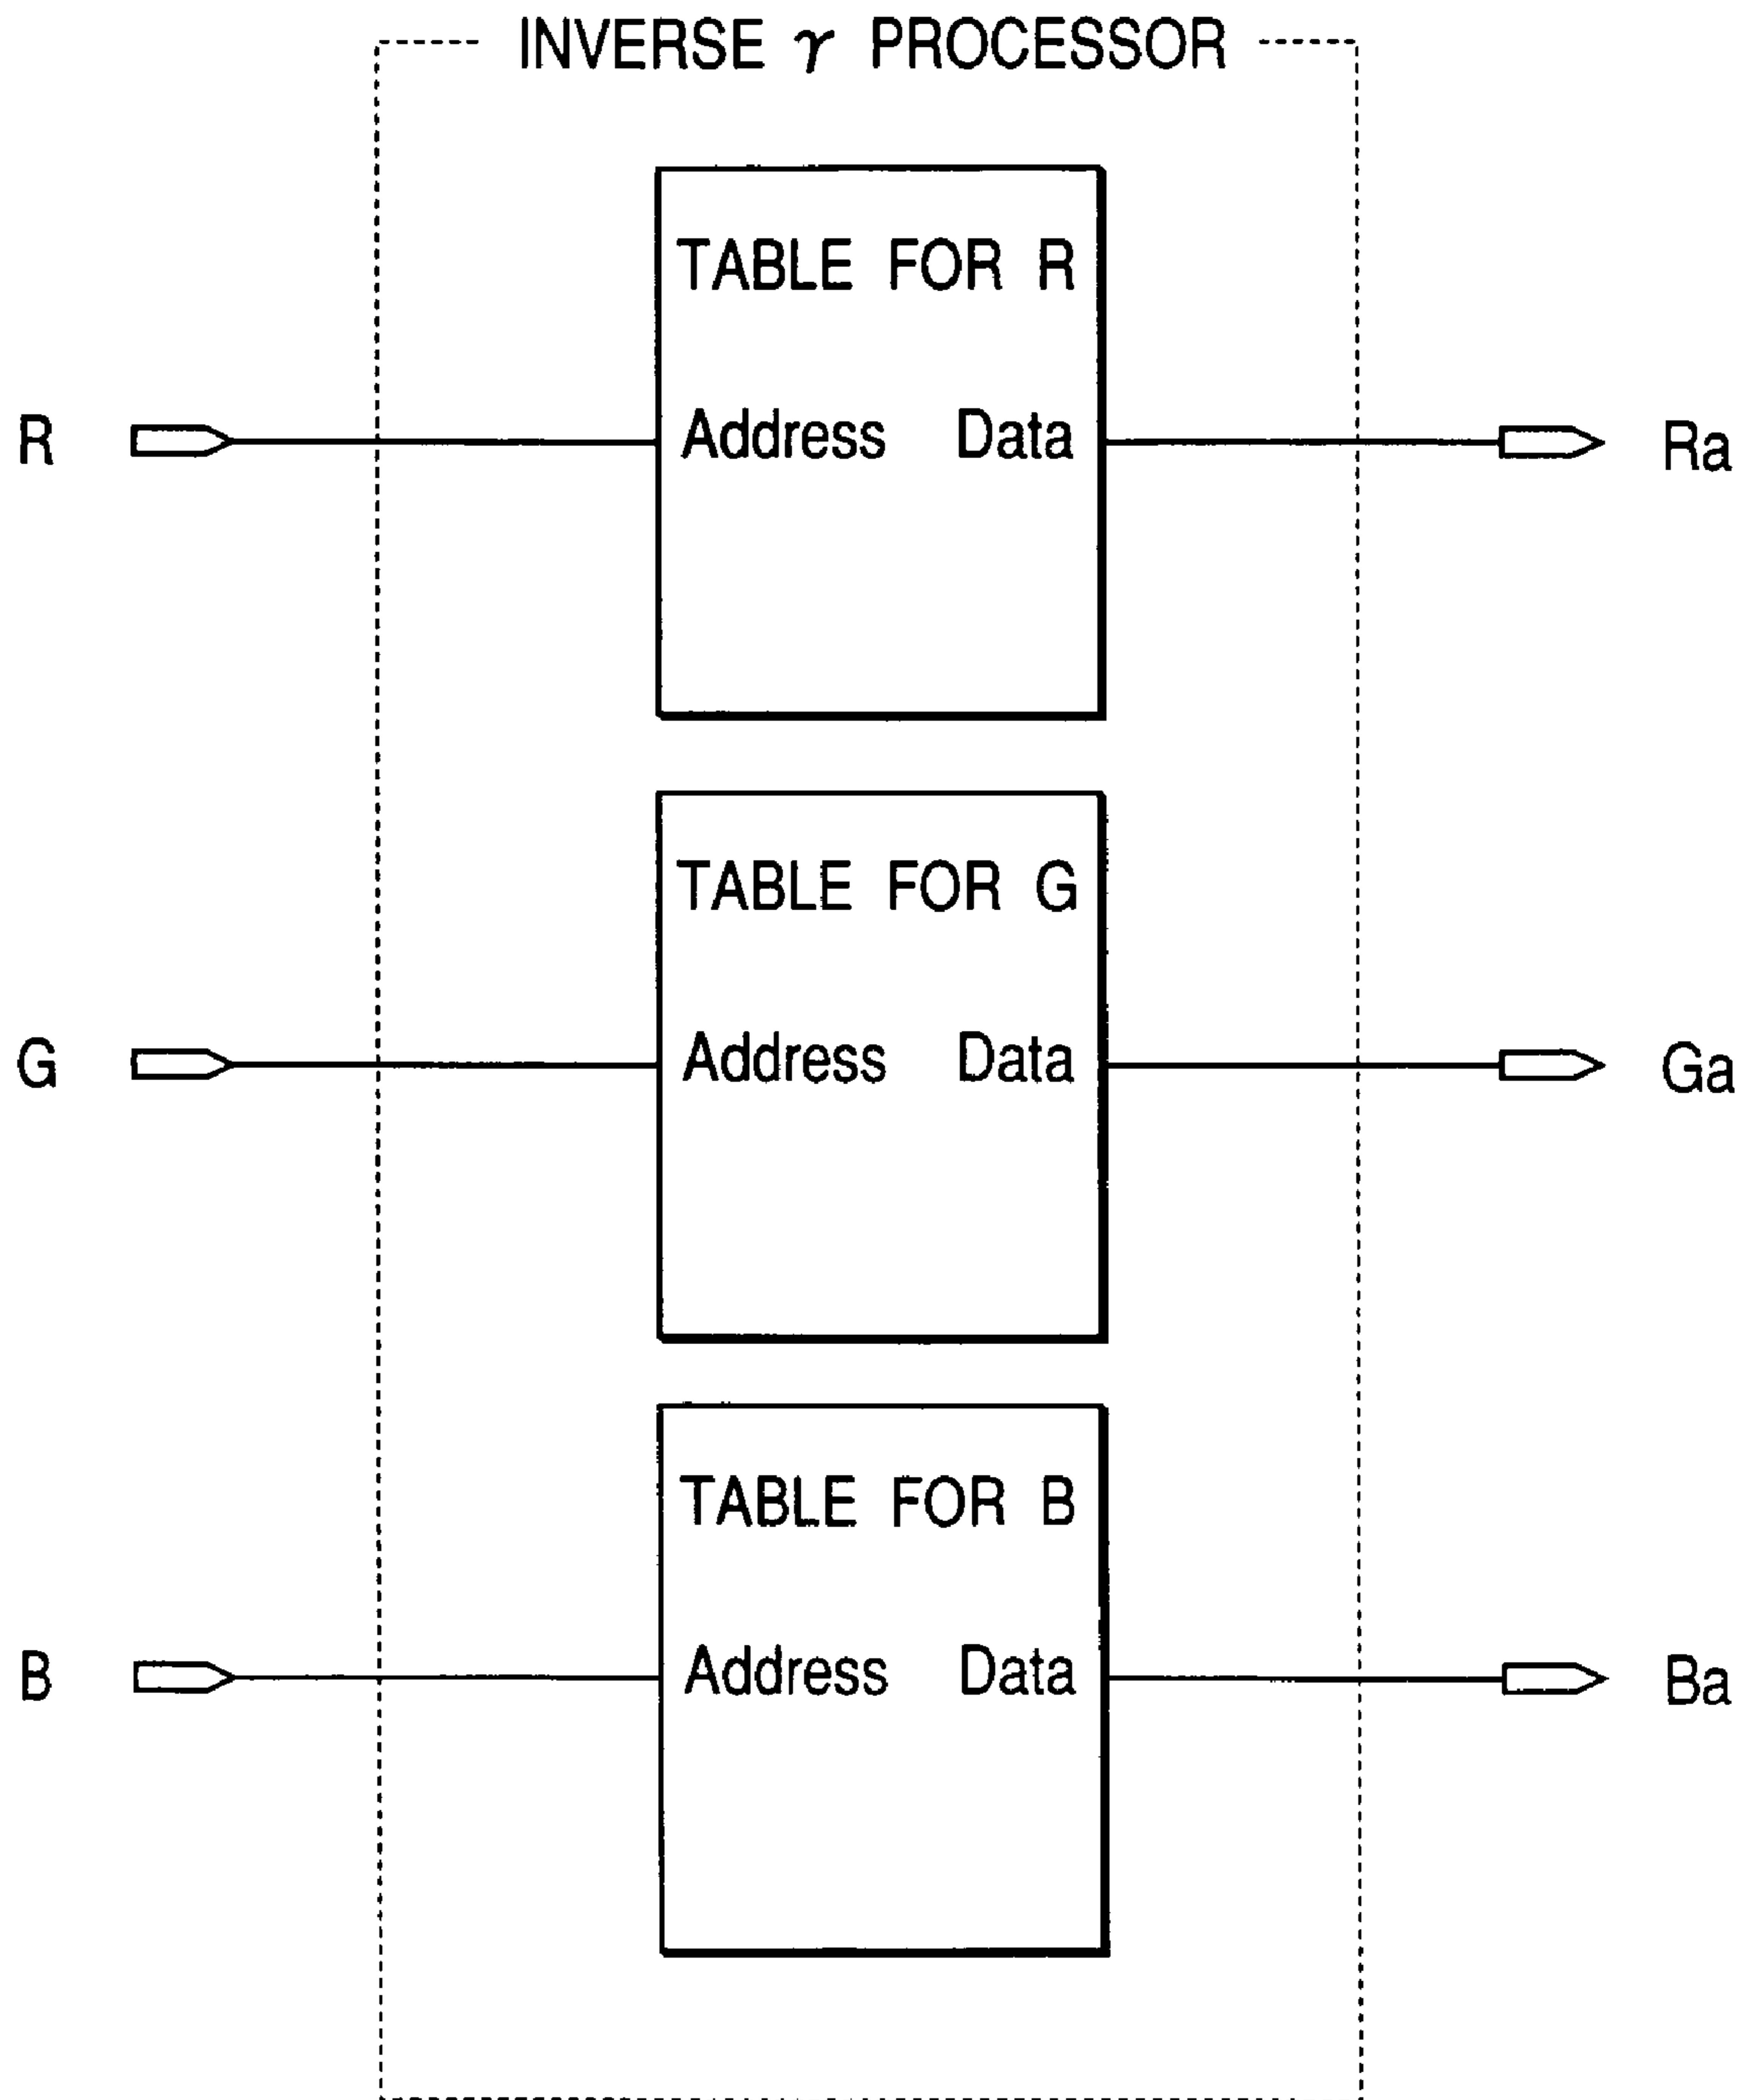 INVERSE γ PROCESSOR
TABLE FOR R
R Address Data Ra
TABLE FOR G
G Address Data Ga
TABLE FOR B
B Address Data Ba